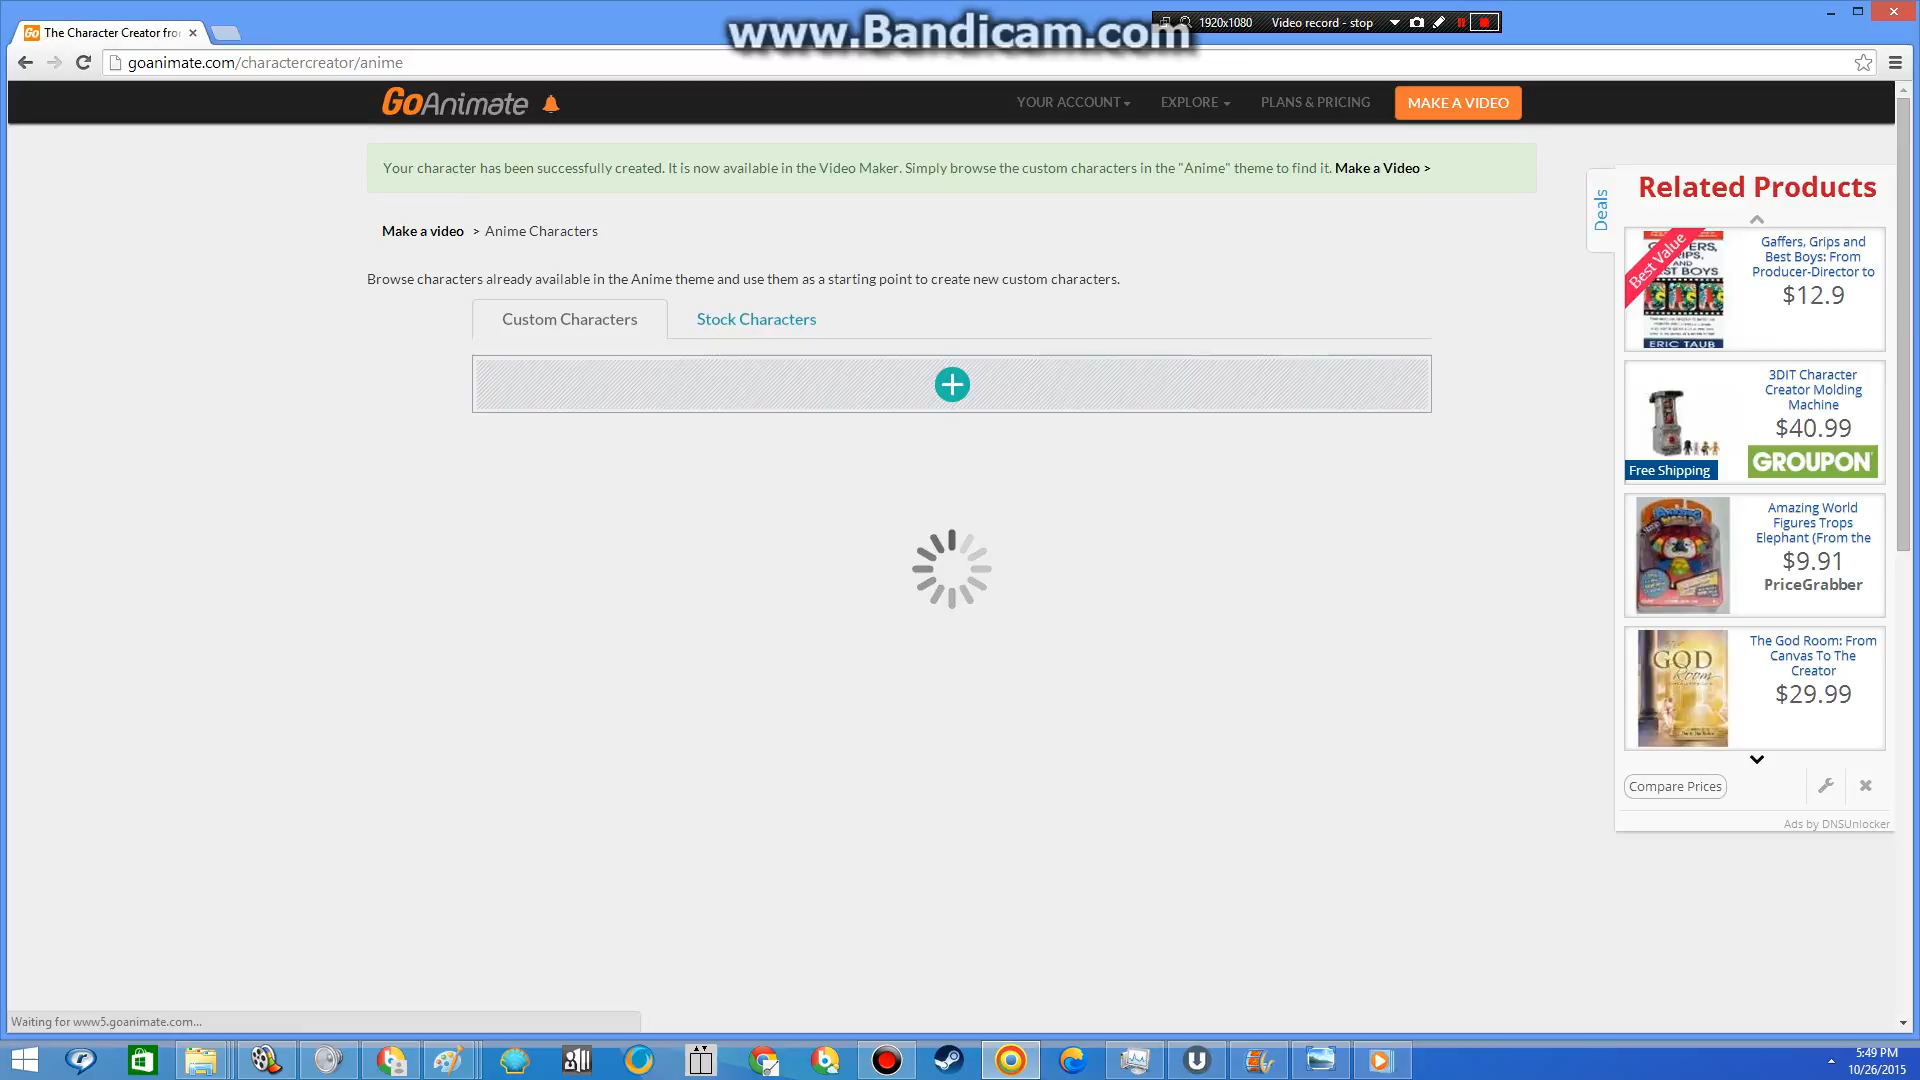 www.Bandicam.com
1920x1080 Video record - stop
The Character Creator fro
goanimate.com/charactercreator/anime
GoAnimate YOUR ACCOUNT EXPLORE PLANS & PRICING MAKE A VIDEO
Your character has been successfully created. It is now available in the Video Maker. Simply browse the custom characters in the "Anime" theme to find it. Make a Video >
Make a video > Anime Characters
Browse characters already available in the Anime theme and use them as a starting point to create new custom characters.
Custom Characters Stock Characters
Deals
Related Products
Best Value
Gaffers, Grips and
Best Boys: From
Producer-Director to
$12.9
BEST BOYS
ERIC TAUB
3DIT Character
Creator Molding
Machine
$40.99
Free Shipping
GROUPON
Amazing World
Figures Trops
Elephant (From the
$9.91
PriceGrabber
The God Room: From
Canvas To The
Creator
$29.99
GOD
Room
Compare Prices
Ads by DNSUnlocker
Waiting for www5.goanimate.com...
5:49 PM
10/26/2015